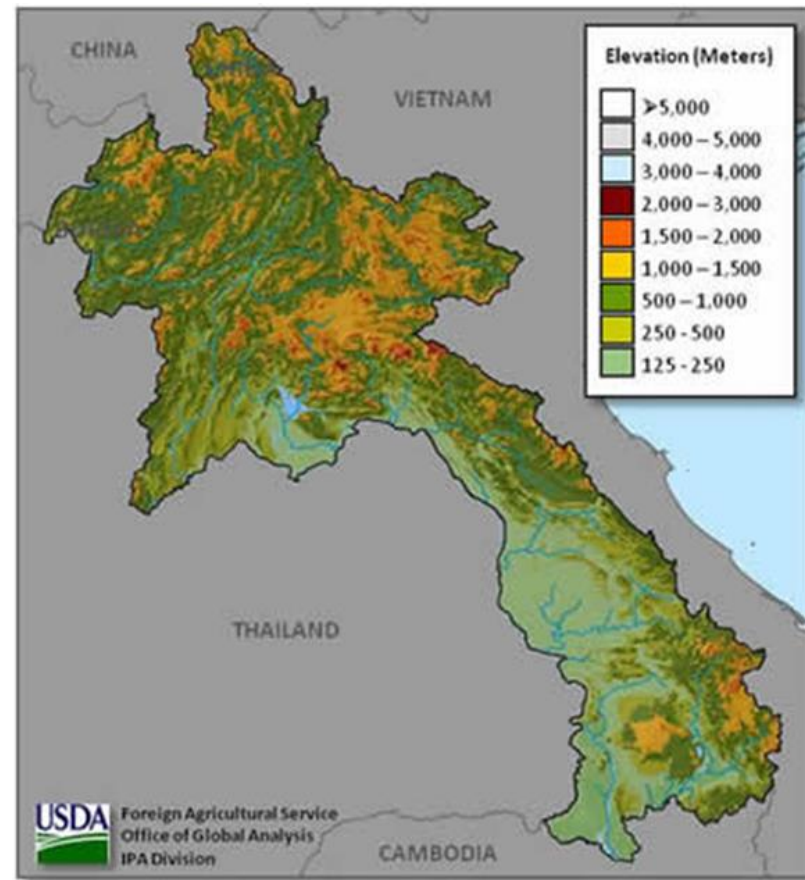 CHINA
VIETNAM
Elevation (Meters)
➤5,000
4,000 – 5,000
3,000 – 4,000
2,000 – 3,000
1,500 – 2,000
1,000 – 1,500
500 – 1,000
250 - 500
125 - 250
THAILAND
CAMBODIA
USDA
Foreign Agricultural Service
Office of Global Analysis
IPA Division